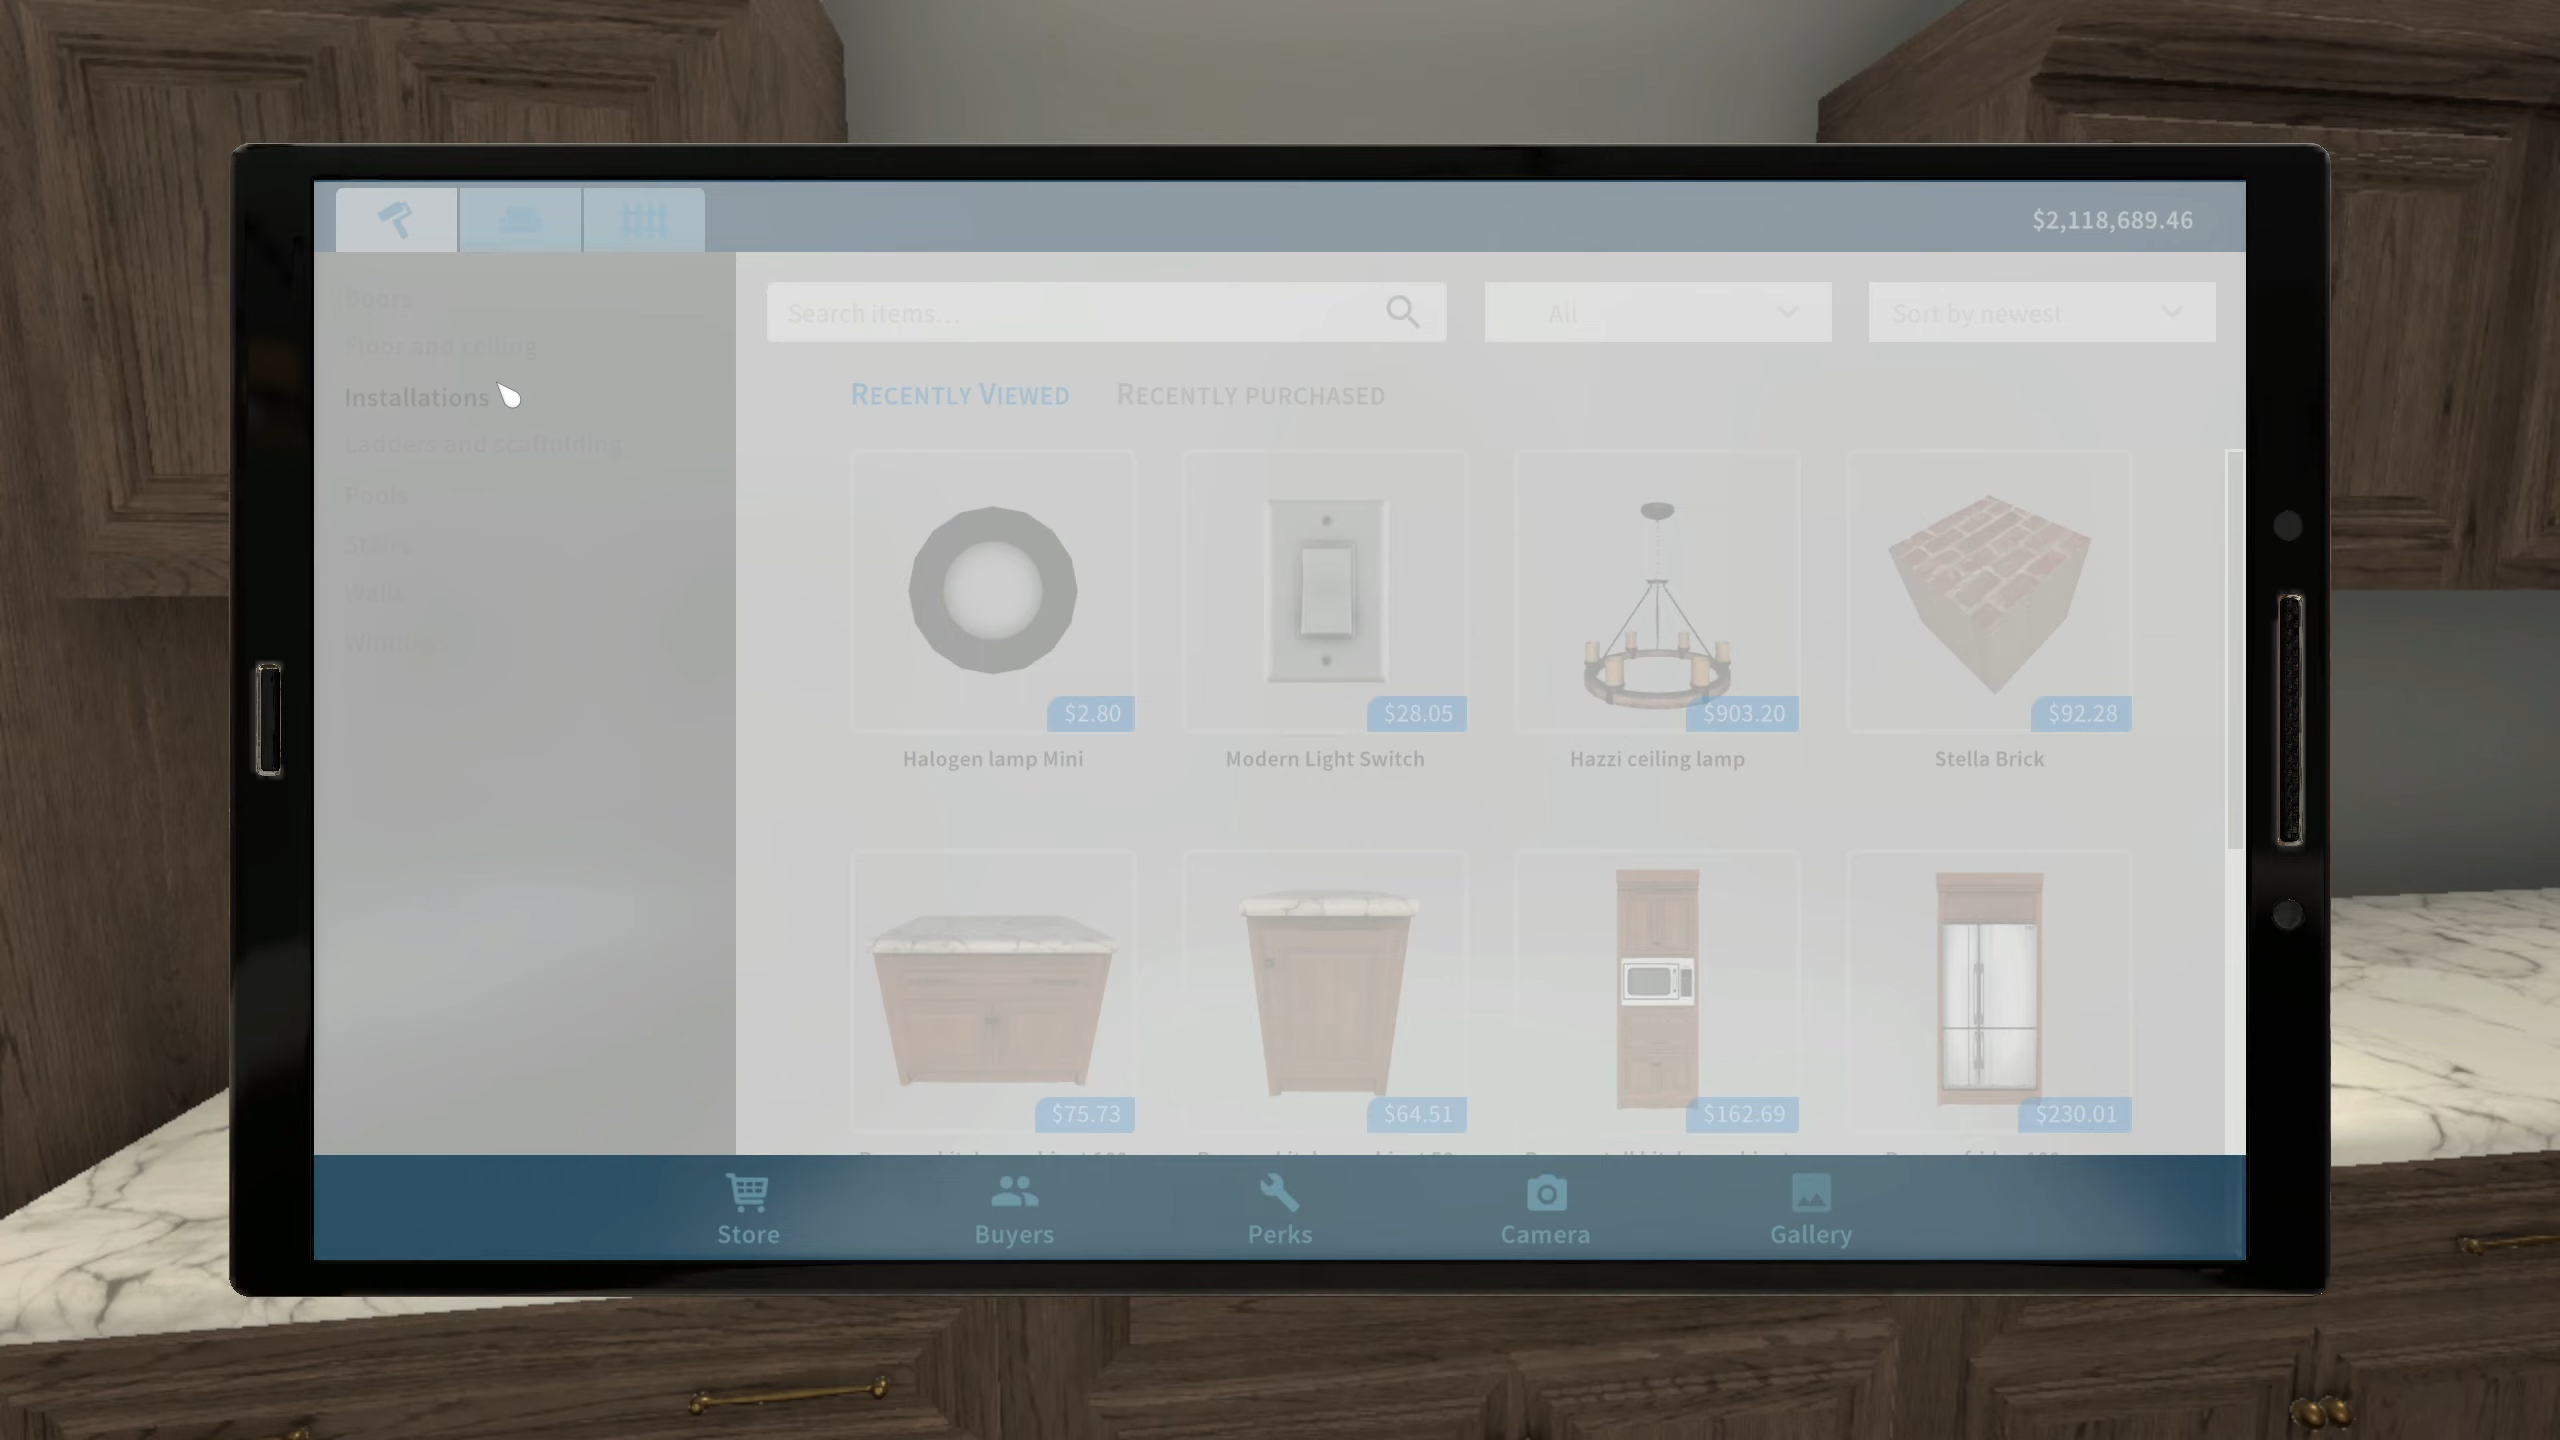 $2,118,689.46
Doors
Floor and ceiling
Installations
Ladders and scaffolding
Pools
Stairs
Walls
Windows
Search items...
All
Sort by newest
RECENTLY VIEWED
RECENTLY PURCHASED
$2.80
$28.05
$903.20
$92.28
Halogen lamp Mini
Modern Light Switch
Hazzi ceiling lamp
Stella Brick
$75.73
$64.51
$162.69
$230.01
Store
Buyers
Perks
Camera
Gallery